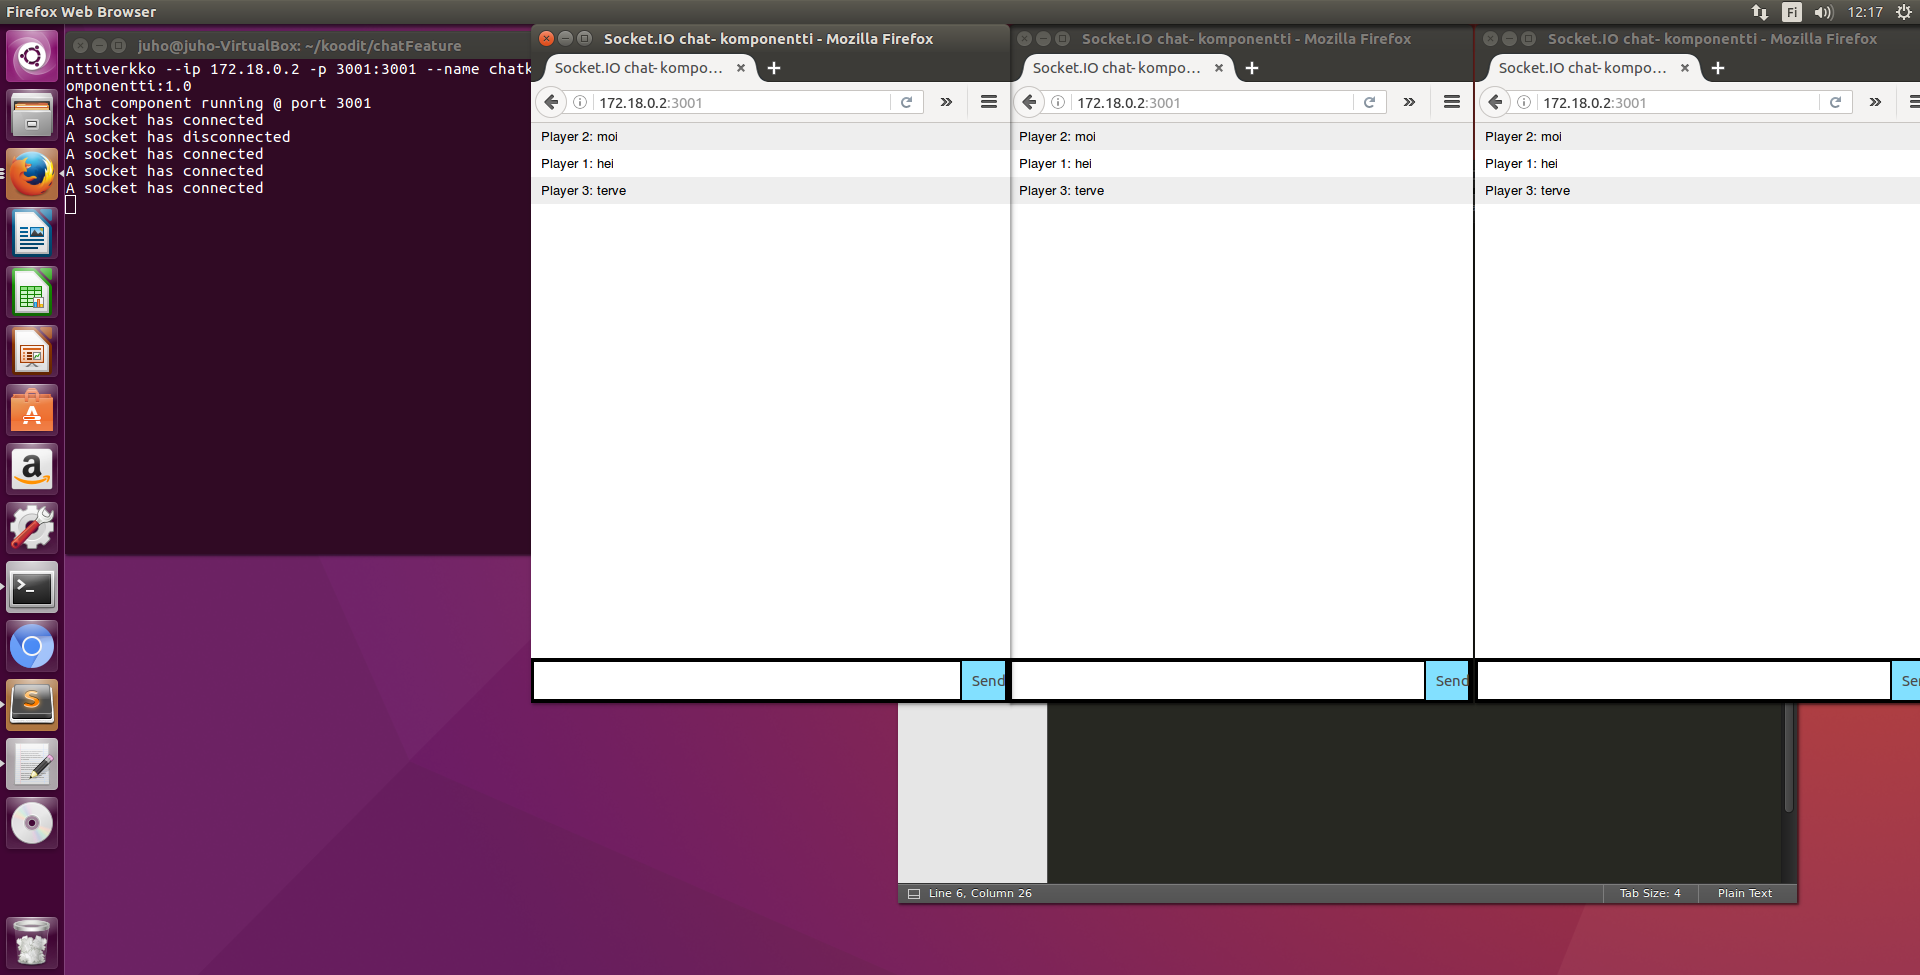 Firefox Web Browser
Fi
12:17
juho@juho-VirtualBox: ~/koodit/chatFeature
nttiverkko --ip 172.18.0.2 -p 3001:3001 --name chatk
omponentti:1.0
Chat component running @ port 3001
A socket has connected
A socket has disconnected
A socket has connected
A socket has connected
A socket has connected
Socket.IO chat- komponentti - Mozilla Firefox
Socket.IO chat- kompo...
172.18.0.2:3001
Player 2: moi
Player 1: hei
Player 3: terve
Send
Socket.IO chat- komponentti - Mozilla Firefox
Socket.IO chat- kompo...
172.18.0.2:3001
Player 2: moi
Player 1: hei
Player 3: terve
Send
Socket.IO chat- komponentti - Mozilla Firefox
Socket.IO chat- kompo...
172.18.0.2:3001
Player 2: moi
Player 1: hei
Player 3: terve
Se
Line 6, Column 26
Tab Size: 4
Plain Text